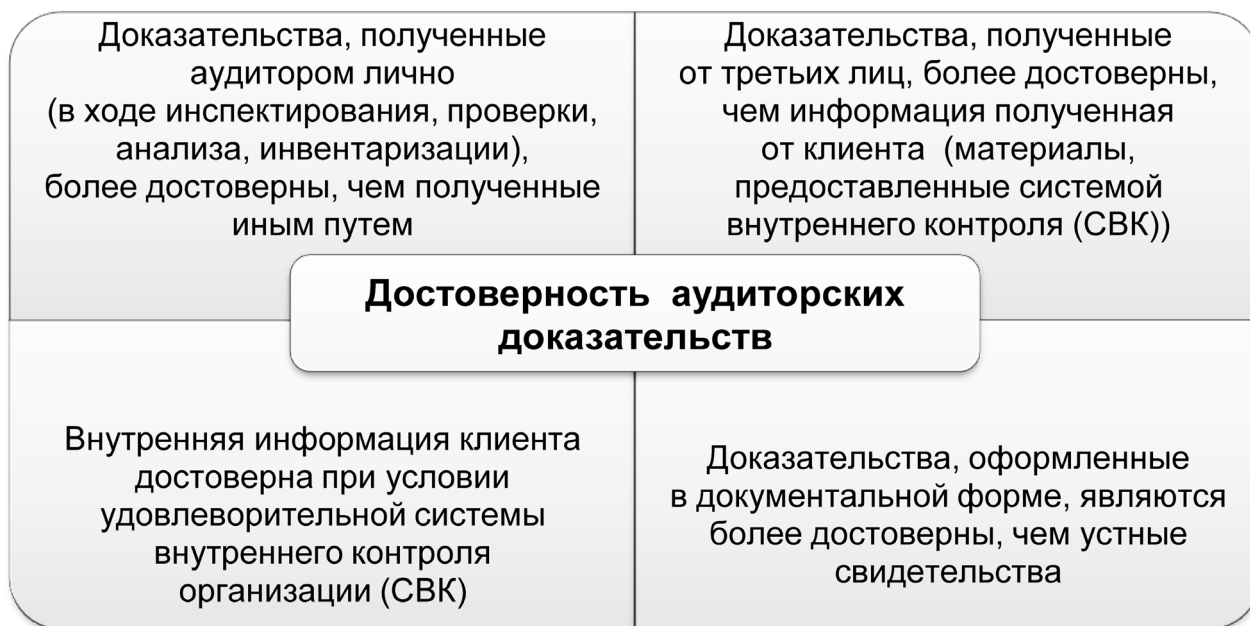 Доказательства, полученные
аудитором лично
(в ходе инспектирования, проверки,
анализа, инвентаризации),
более достоверны, чем полученные
иным путем
Доказательства, полученные
от третьих лиц, более достоверны,
чем информация полученная
от клиента (материалы,
предоставленные системой
внутреннего контроля (СВК))
Достоверность аудиторских
доказательств
Внутренняя информация клиента
достоверна при условии
удовлеворительной системы
внутреннего контроля
организации (СВК)
Доказательства, оформленные
в документальной форме, являются
более достоверны, чем устные
свидетельства